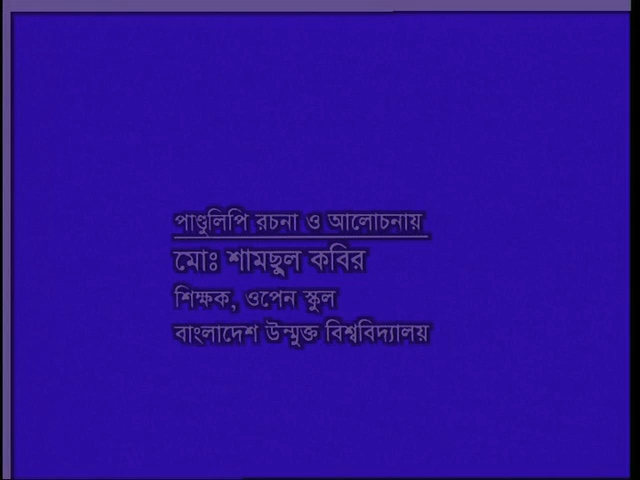 পাণ্ডুলিপি রচনা ও আলোচনায়
মোঃ শামছুল কবির
শিক্ষক, ওপেন স্কুল
বাংলাদেশ উন্মুক্ত বিশ্ববিদ্যালয়